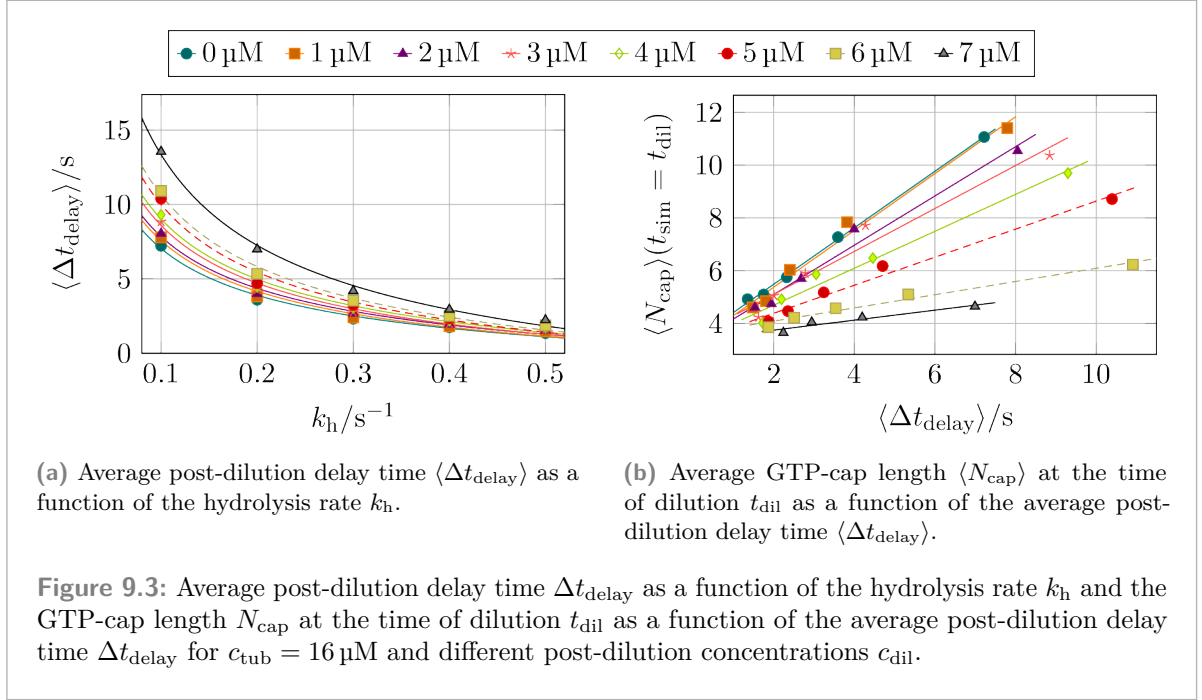 0 µM 1 µM 2 µM 3 µM 4 µM 5 µM 6 µM 7 µM
⟨Δt_delay⟩/s
15
10
5
0
0.1 0.2 0.3 0.4 0.5
k_h/s⁻¹
⟨N_cap⟩(t_sim = t_dil)
12
10
8
6
4
2 4 6 8 10
⟨Δt_delay⟩/s
(a) Average post-dilution delay time ⟨Δt_delay⟩ as a
function of the hydrolysis rate k_h.
(b) Average GTP-cap length ⟨N_cap⟩ at the time
of dilution t_dil as a function of the average post-
dilution delay time ⟨Δt_delay⟩.
Figure 9.3: Average post-dilution delay time Δt_delay as a function of the hydrolysis rate k_h and the
GTP-cap length N_cap at the time of dilution t_dil as a function of the average post-dilution delay
time Δt_delay for c_tub = 16 µM and different post-dilution concentrations c_dil.